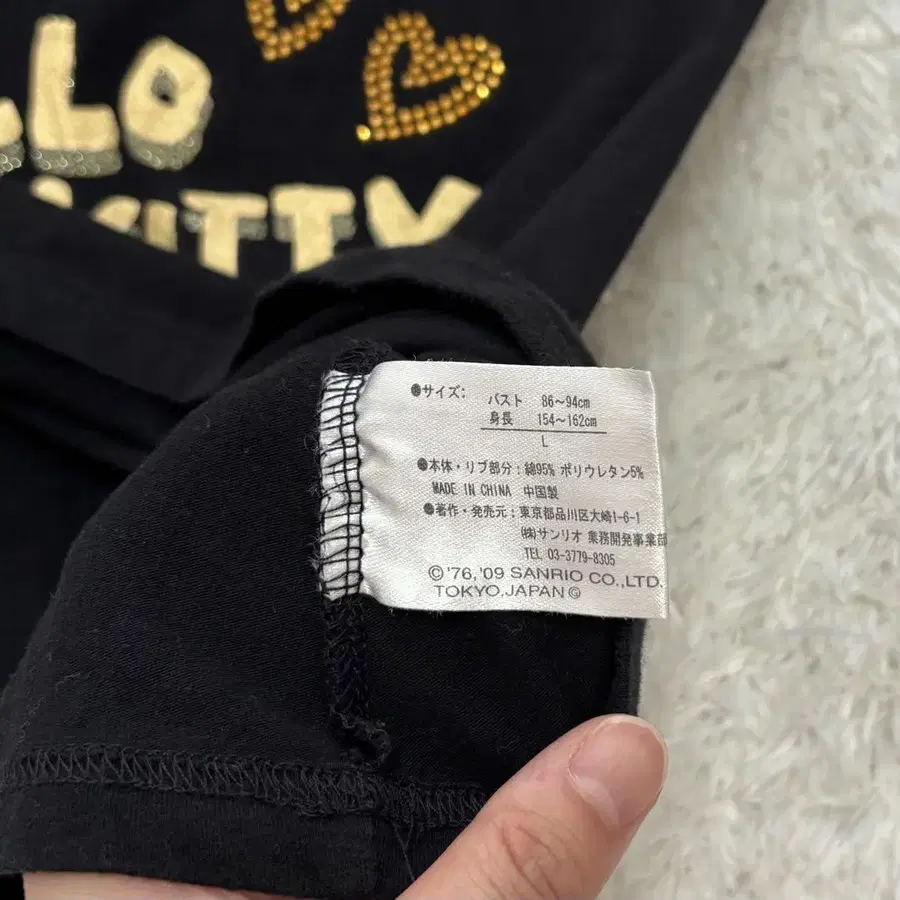 LLO
KITTY
●サイズ: バスト 86~94cm
身長 154~162cm
L
●本体・リブ部分:綿95% ポリウレタン5%
MADE IN CHINA 中国製
●著作・発売元:東京都品川区大崎1-6-1
㈱サンリオ 業務開発事業部
TEL 03-3779-8305
©'76,'09 SANRIO CO.,LTD.
TOKYO,JAPAN Ⓖ